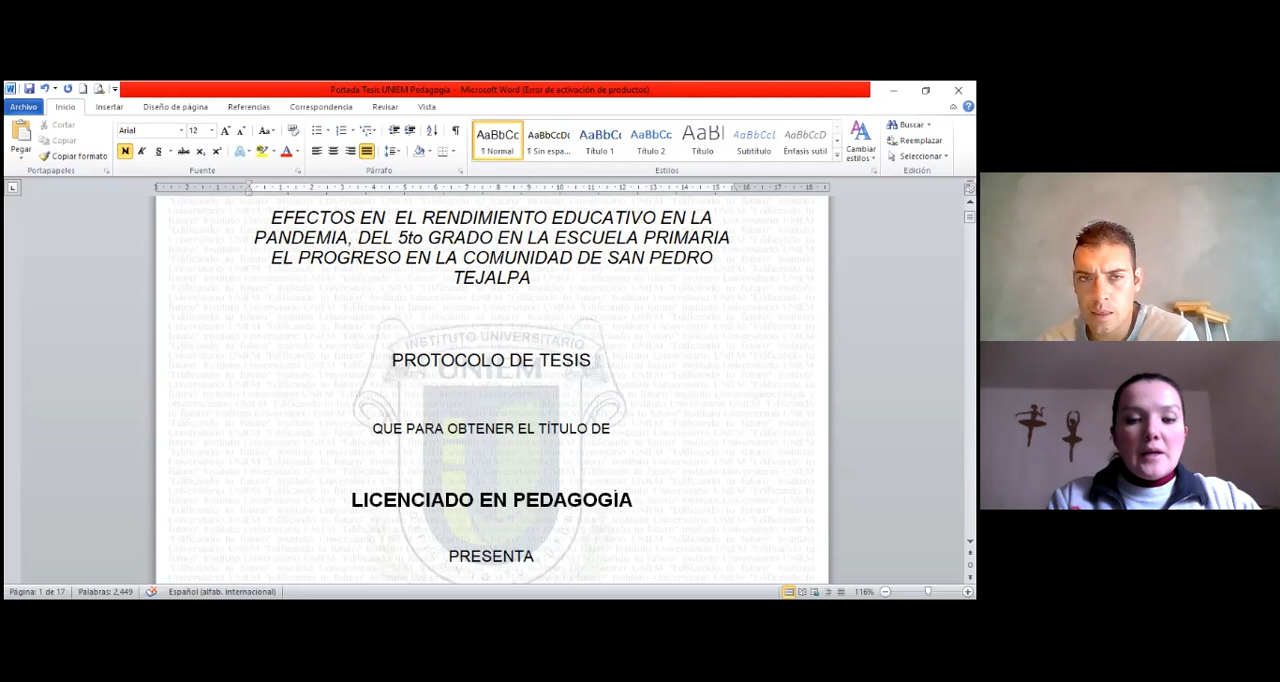 Portada Tesis UNIEM Pedagogía - Microsoft Word (Error de activación de productos)
Archivo Inicio Insertar Diseño de página Referencias Correspondencia Revisar Vista
Pegar Cortar Copiar Copiar formato
Arial 12
AaBbCc AaBbCcDc AaBbCı AaBbCc AaBl AaBbCcl AaBbCcD
¶ Normal ¶ Sin espa... Título 1 Título 2 Título Subtítulo Énfasis sutil
Cambiar estilos
Buscar
Reemplazar
Seleccionar
Portapapeles Fuente Párrafo Estilos Edición
EFECTOS EN EL RENDIMIENTO EDUCATIVO EN LA
PANDEMIA, DEL 5to GRADO EN LA ESCUELA PRIMARIA
EL PROGRESO EN LA COMUNIDAD DE SAN PEDRO
TEJALPA
INSTITUTO UNIVERSITARIO
UNIEM
PROTOCOLO DE TESIS
QUE PARA OBTENER EL TÍTULO DE
LICENCIADO EN PEDAGOGÌA
PRESENTA
Página: 1 de 17 Palabras: 2,449 Español (alfab. internacional) 116%